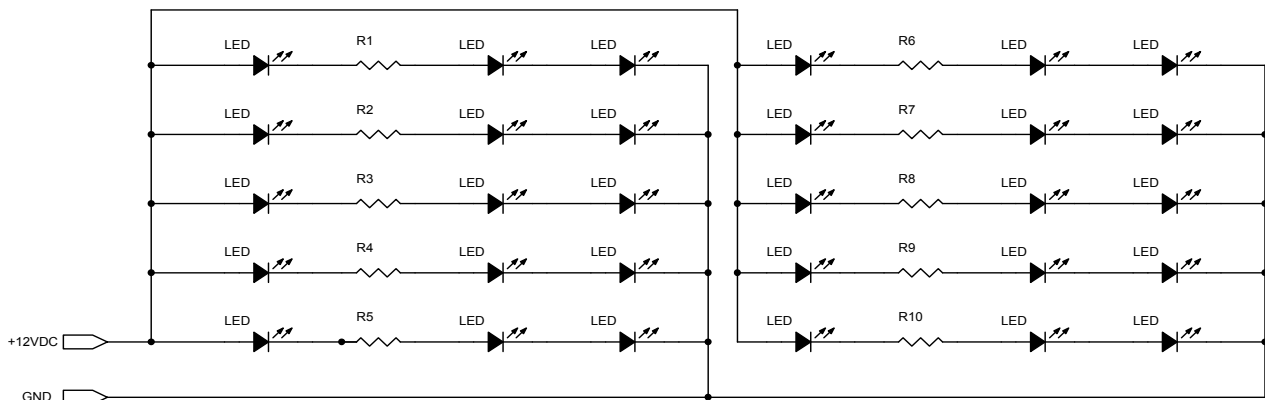 LED R1 LED LED LED R6 LED LED
LED R2 LED LED LED R7 LED LED
LED R3 LED LED LED R8 LED LED
LED R4 LED LED LED R9 LED LED
LED R5 LED LED LED R10 LED LED
+12VDC
GND